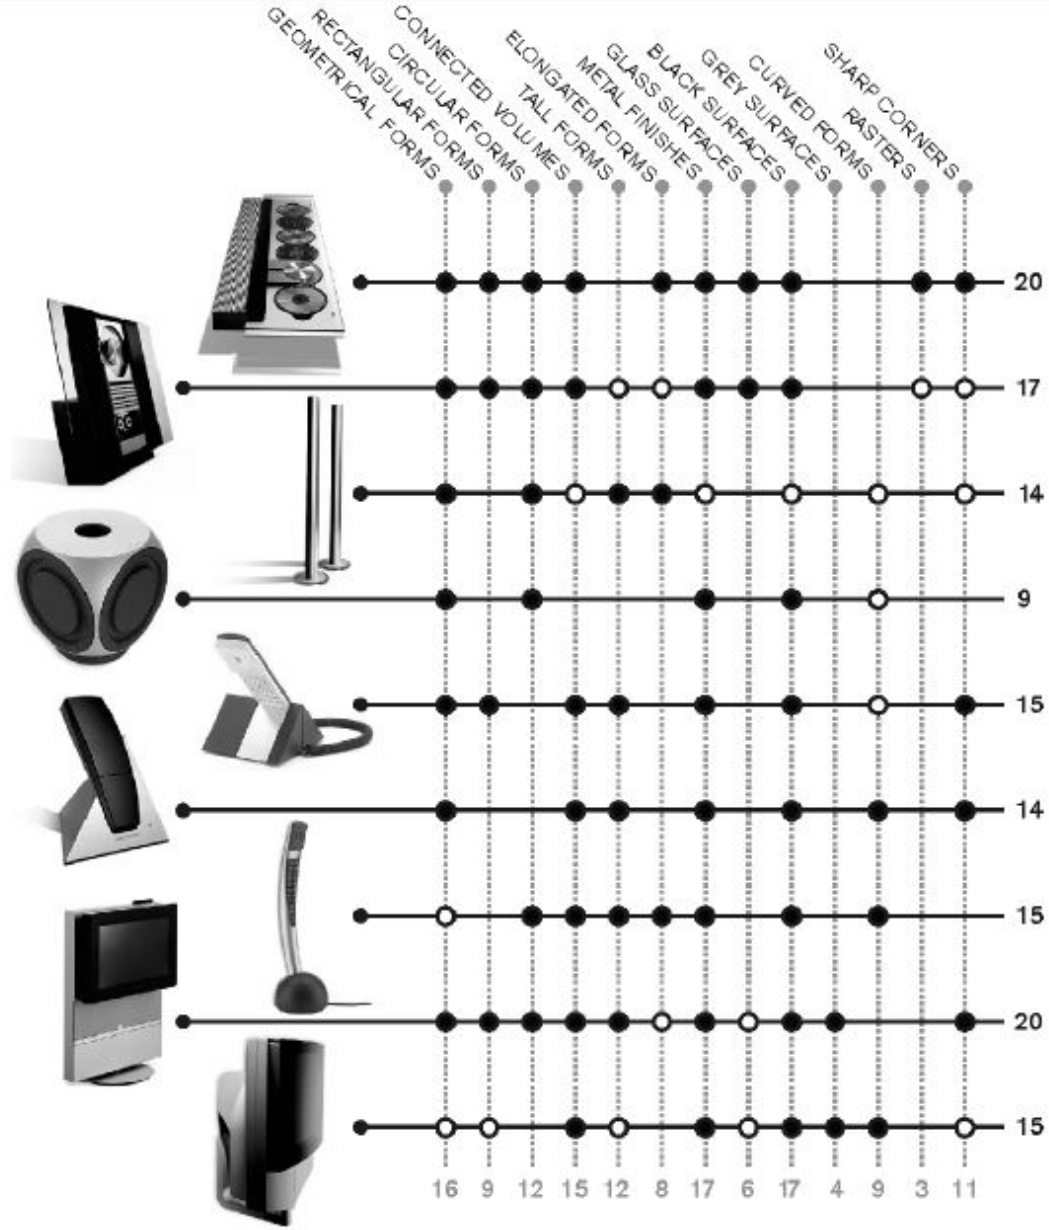 GEOMETRICAL FORMS
RECTANGULAR FORMS
CIRCULAR FORMS
CONNECTED VOLUMES
TALL FORMS
ELONGATED FORMS
METAL FINISHES
GLASS SURFACES
BLACK SURFACES
GREY SURFACES
CURVED FORMS
RASTERS
SHARP CORNERS
20
17
14
9
15
14
15
20
15
16 9 12 15 12 8 17 6 17 4 9 3 11